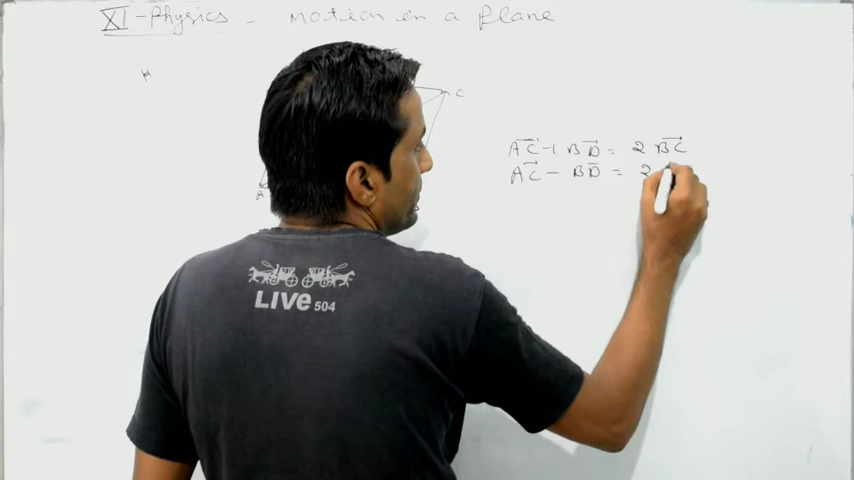 XI - Physics - Motion in a Plane
C
AC + BD = 2 BC
AC - BD = 2
A
Live 504